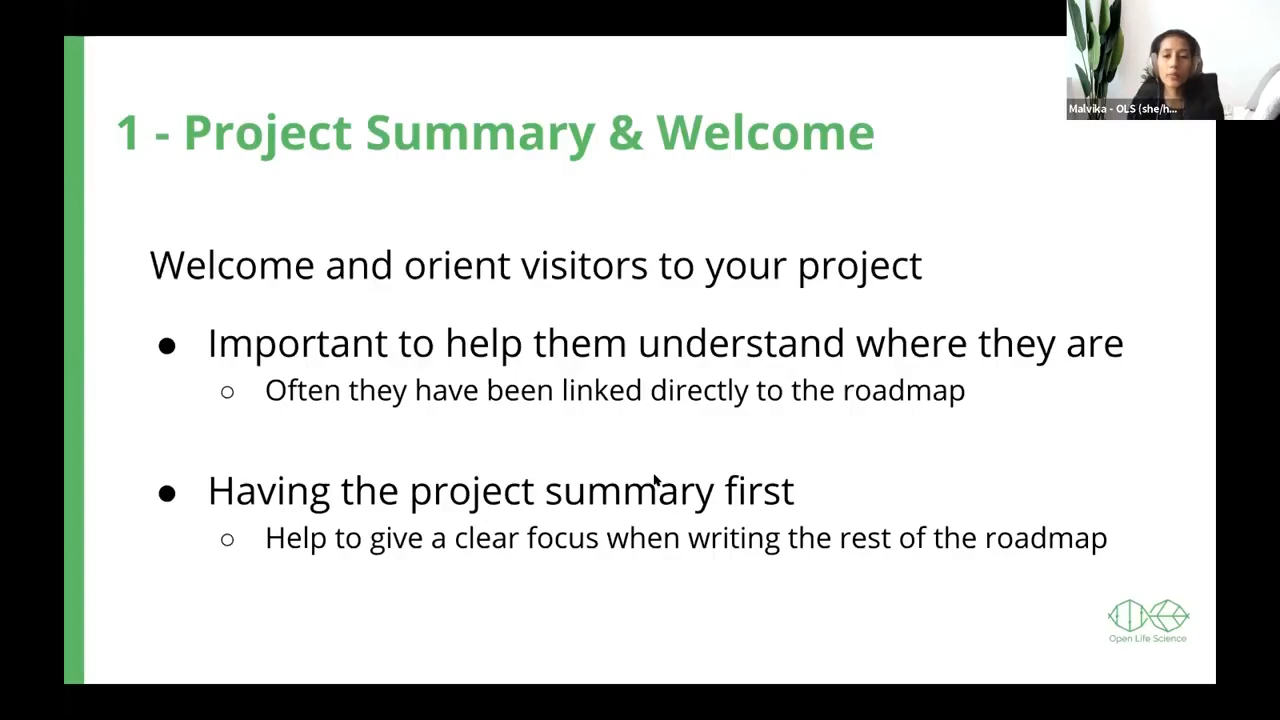 1 - Project Summary & Welcome
Malvika - OLS (she/h...
Welcome and orient visitors to your project
● Important to help them understand where they are
○ Often they have been linked directly to the roadmap
● Having the project summary first
○ Help to give a clear focus when writing the rest of the roadmap
Open Life Science